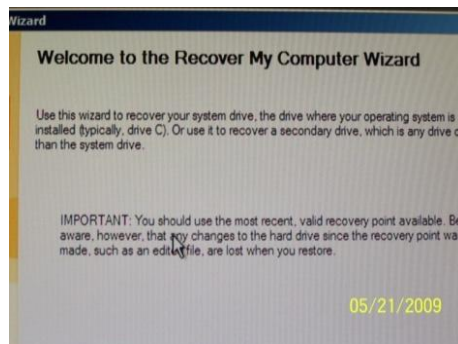 Wizard
Welcome to the Recover My Computer Wizard
Use this wizard to recover your system drive, the drive where your operating system is
installed (typically, drive C). Or use it to recover a secondary drive, which is any drive
than the system drive.
IMPORTANT: You should use the most recent, valid recovery point available. Be
aware, however, that any changes to the hard drive since the recovery point wa
made, such as an edited file, are lost when you restore.
05/21/2009